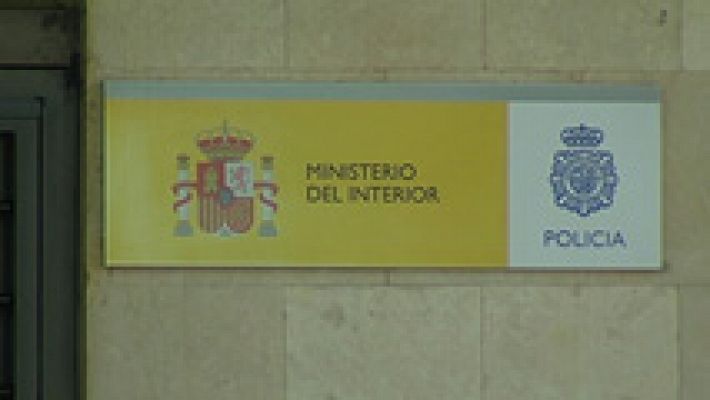 MINISTERIO
DEL INTERIOR
POLICIA